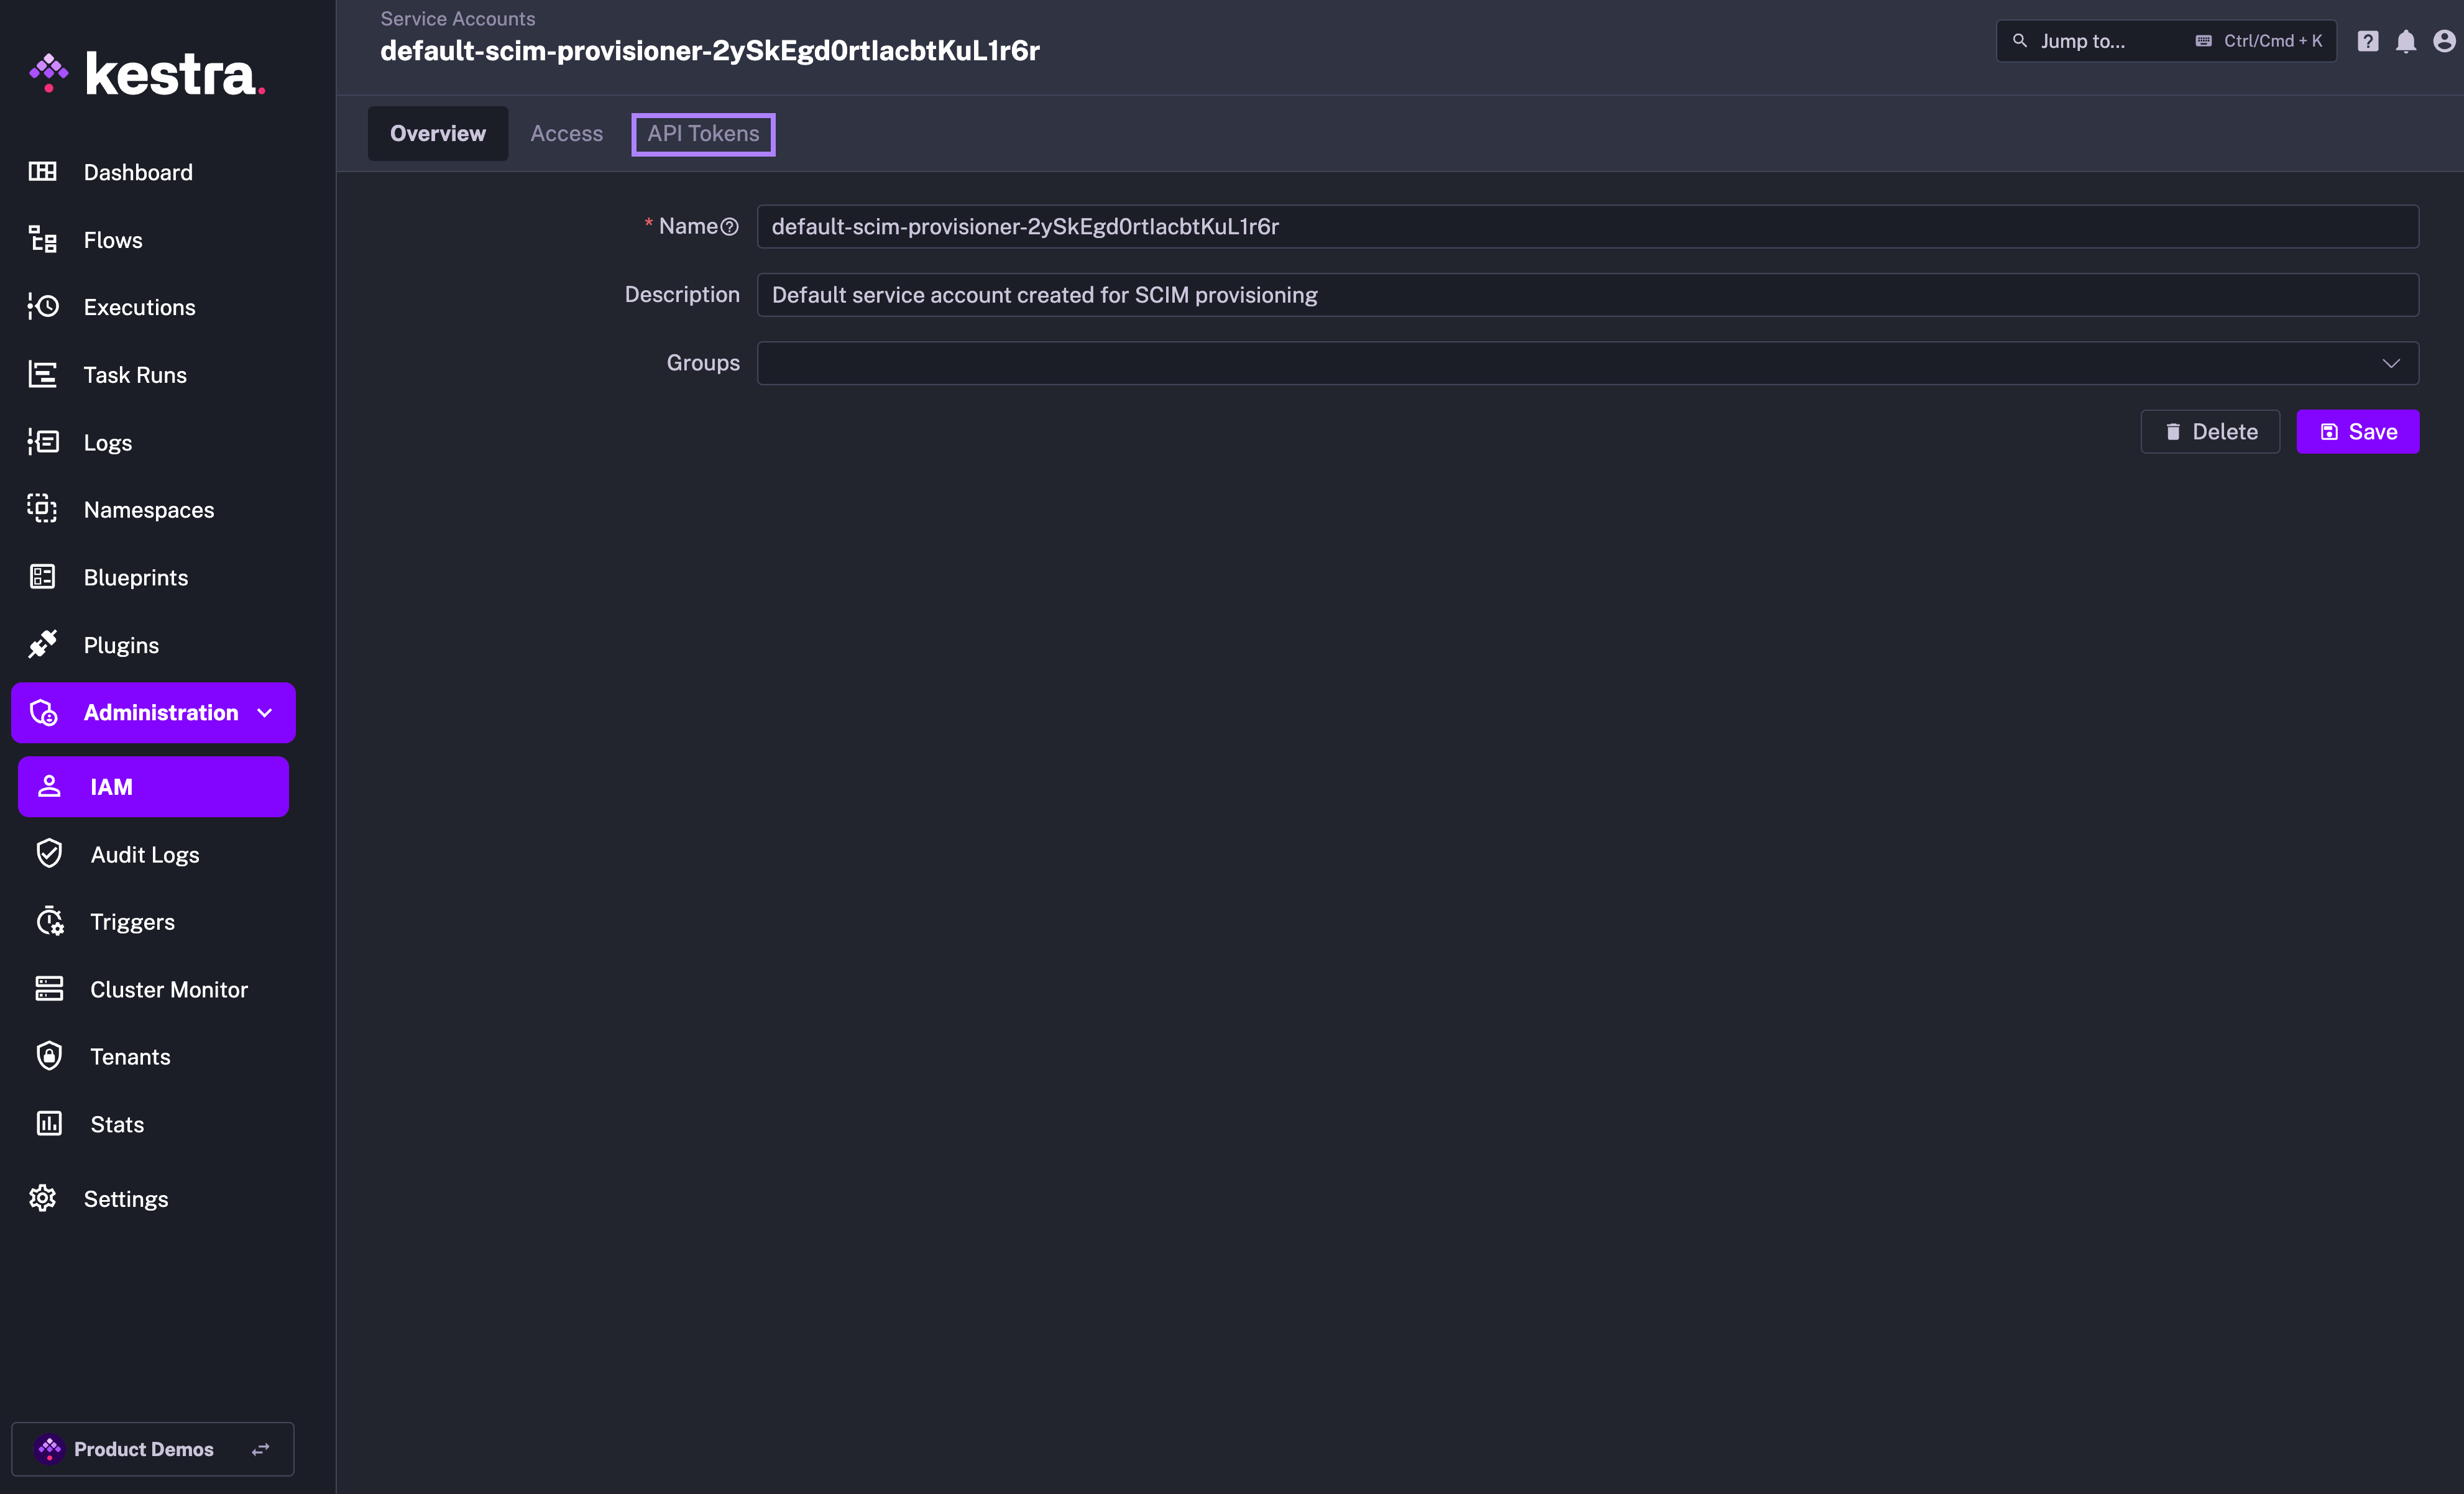 kestra.
Dashboard
Flows
Executions
Task Runs
Logs
Namespaces
Blueprints
Plugins
Administration
IAM
Audit Logs
Triggers
Cluster Monitor
Tenants
Stats
Settings
Product Demos
Service Accounts
default-scim-provisioner-2ySkEgd0rtIacbtKuL1r6r
Jump to... Ctrl/Cmd + K
Overview Access API Tokens
* Name default-scim-provisioner-2ySkEgd0rtIacbtKuL1r6r
Description Default service account created for SCIM provisioning
Groups
Delete Save